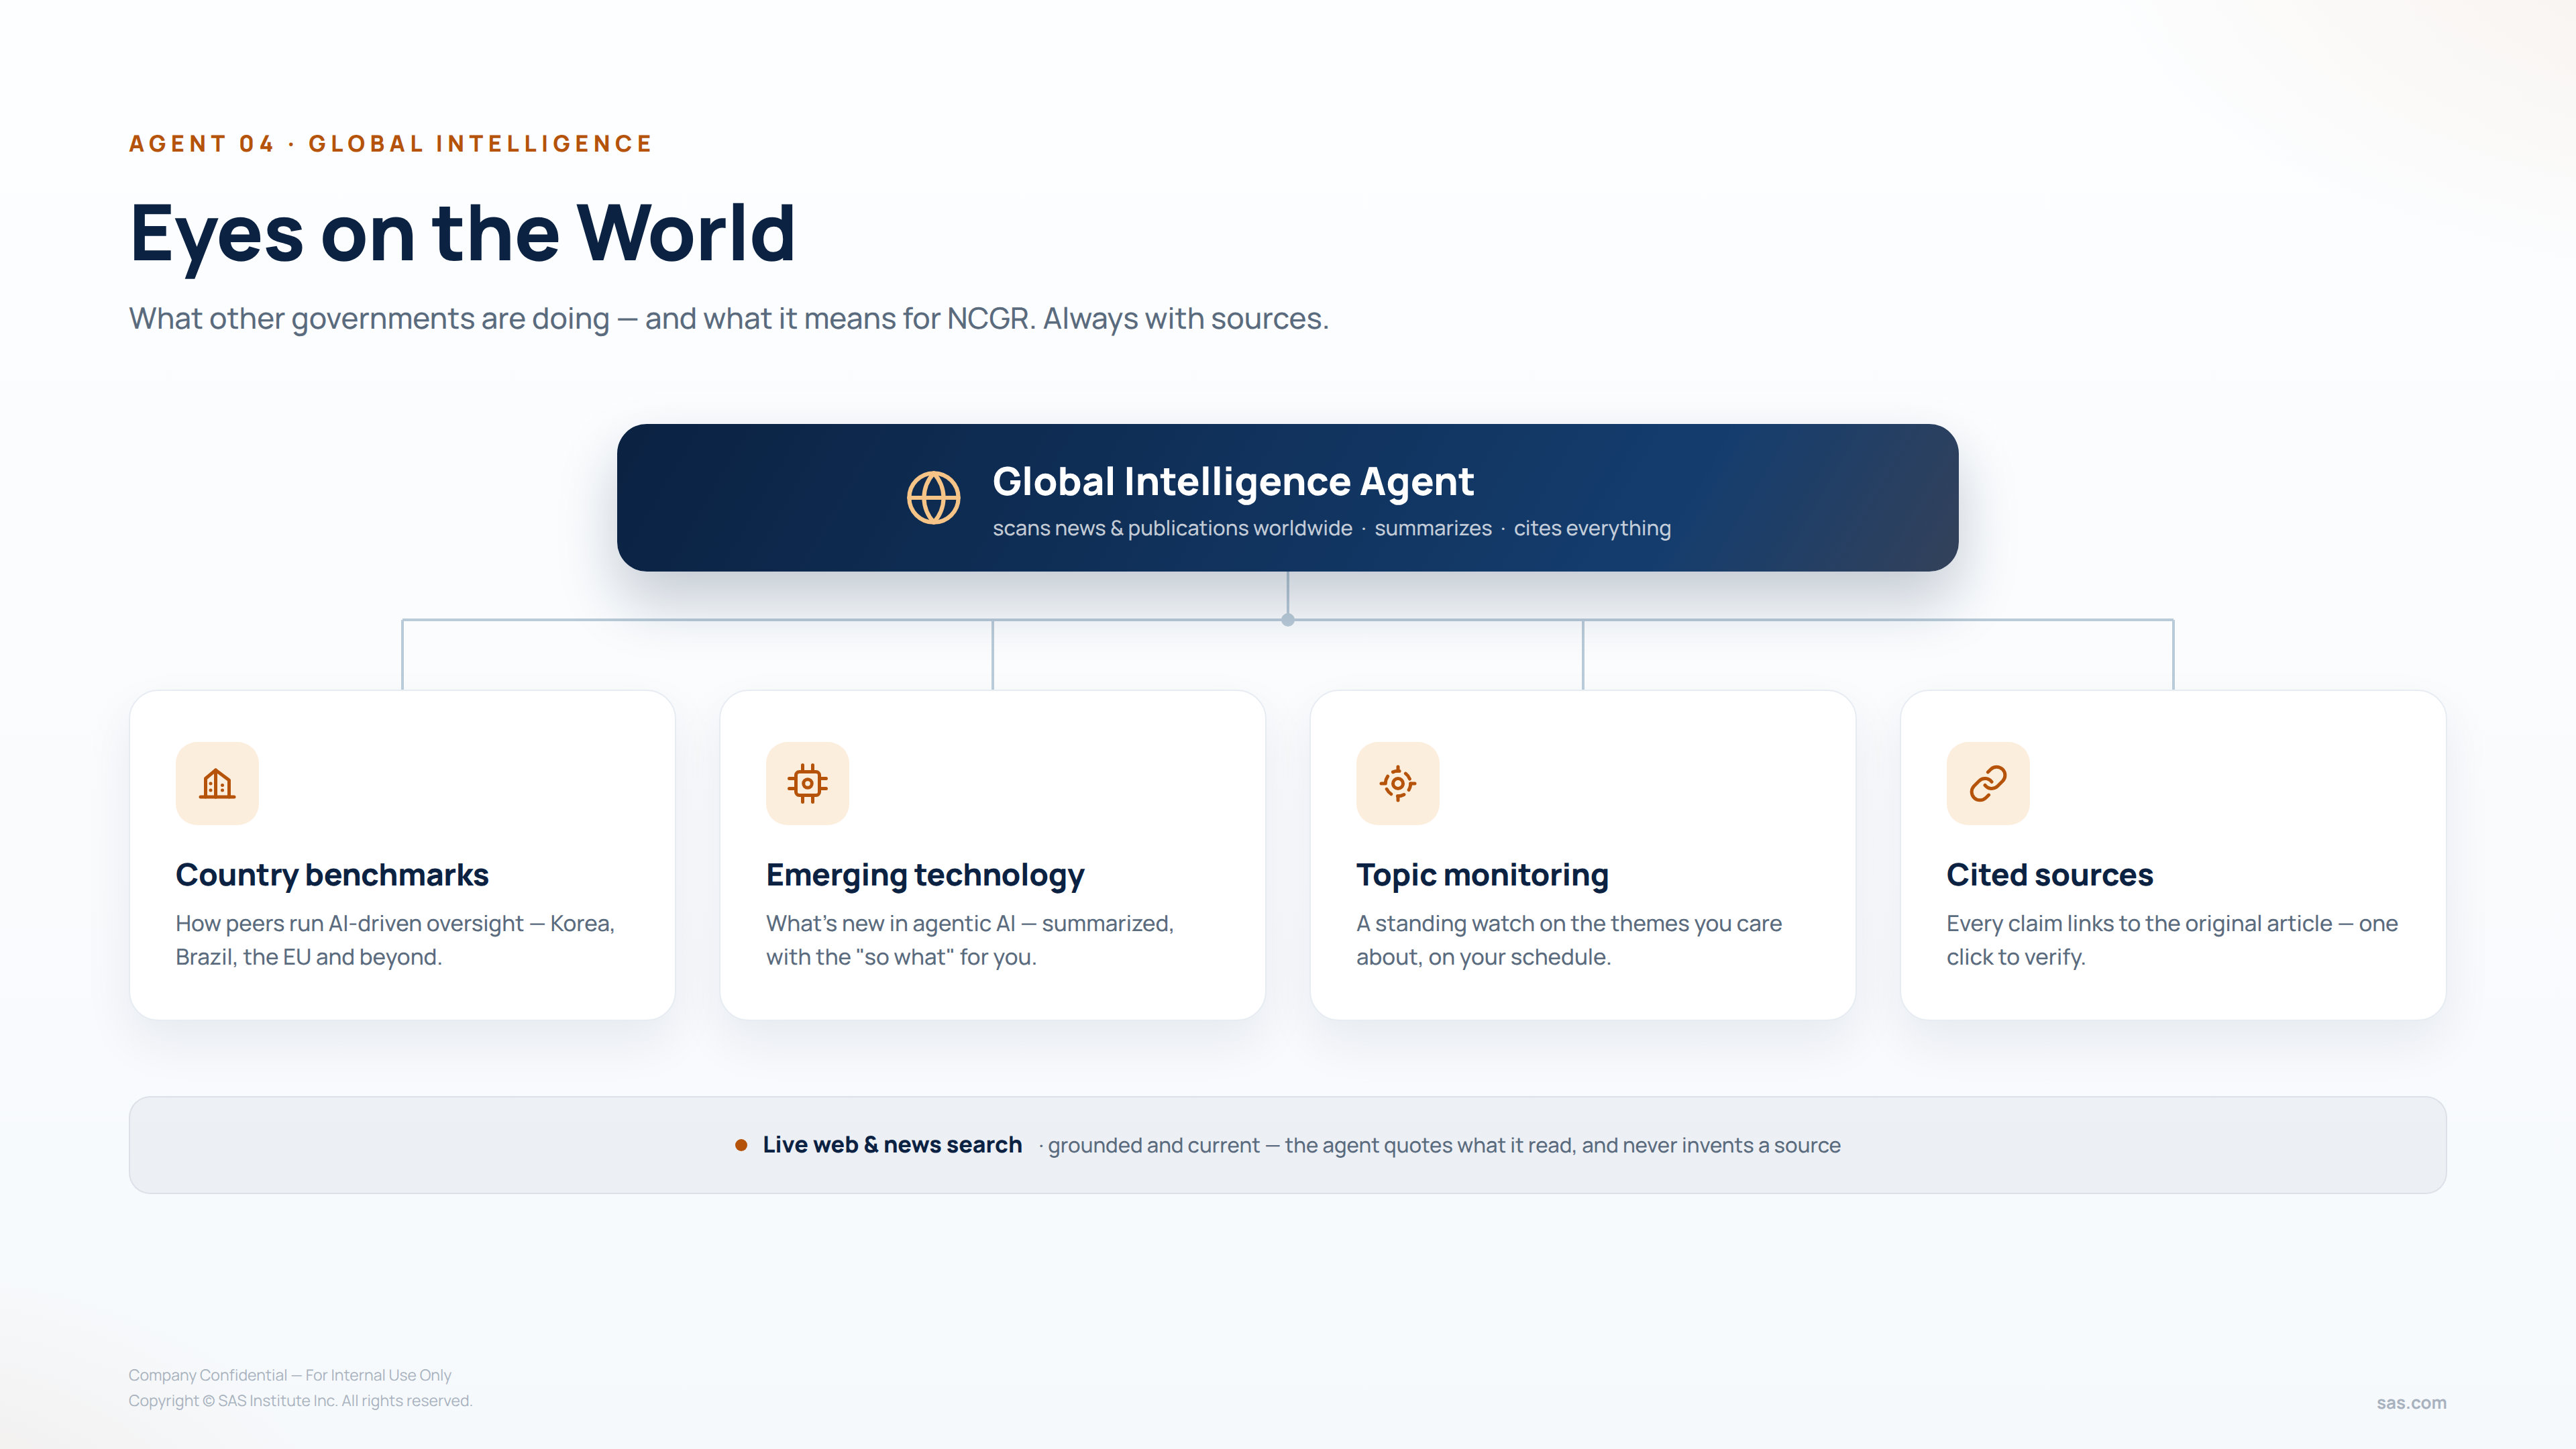 AGENT 04 · GLOBAL INTELLIGENCE
Eyes on the World
What other governments are doing — and what it means for NCGR. Always with sources.
Global Intelligence Agent
scans news & publications worldwide · summarizes · cites everything
Country benchmarks
How peers run AI-driven oversight — Korea,
Brazil, the EU and beyond.
Emerging technology
What's new in agentic AI — summarized,
with the "so what" for you.
Topic monitoring
A standing watch on the themes you care
about, on your schedule.
Cited sources
Every claim links to the original article — one
click to verify.
Live web & news search · grounded and current — the agent quotes what it read, and never invents a source
Company Confidential — For Internal Use Only
Copyright © SAS Institute Inc. All rights reserved.
sas.com